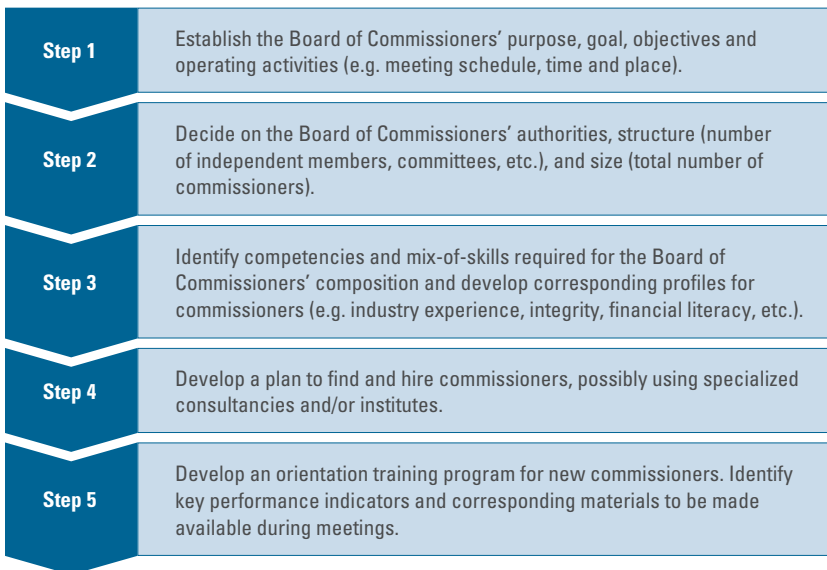 Step 1
Establish the Board of Commissioners’ purpose, goal, objectives and
operating activities (e.g. meeting schedule, time and place).
Step 2
Decide on the Board of Commissioners’ authorities, structure (number
of independent members, committees, etc.), and size (total number of
commissioners).
Step 3
Identify competencies and mix-of-skills required for the Board of
Commissioners’ composition and develop corresponding profiles for
commissioners (e.g. industry experience, integrity, financial literacy, etc.).
Step 4
Develop a plan to find and hire commissioners, possibly using specialized
consultancies and/or institutes.
Step 5
Develop an orientation training program for new commissioners. Identify
key performance indicators and corresponding materials to be made
available during meetings.